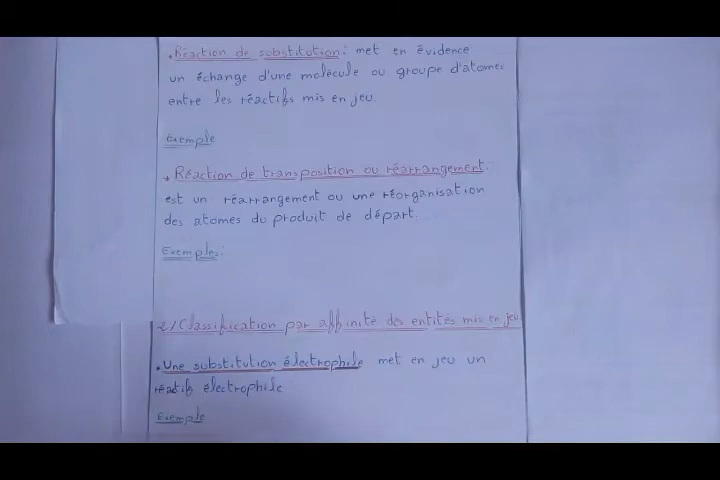 • Réaction de substitution : met en évidence
un échange d'une molécule ou groupe d'atomes
entre les réactifs mis en jeu.
Exemple
• Réaction de transposition ou réarrangement :
est un réarrangement ou une réorganisation
des atomes du produit de départ.
Exemples :
2/ Classification par affinité des entités mis en jeu
• Une substitution électrophile met en jeu un
réactif électrophile
Exemple